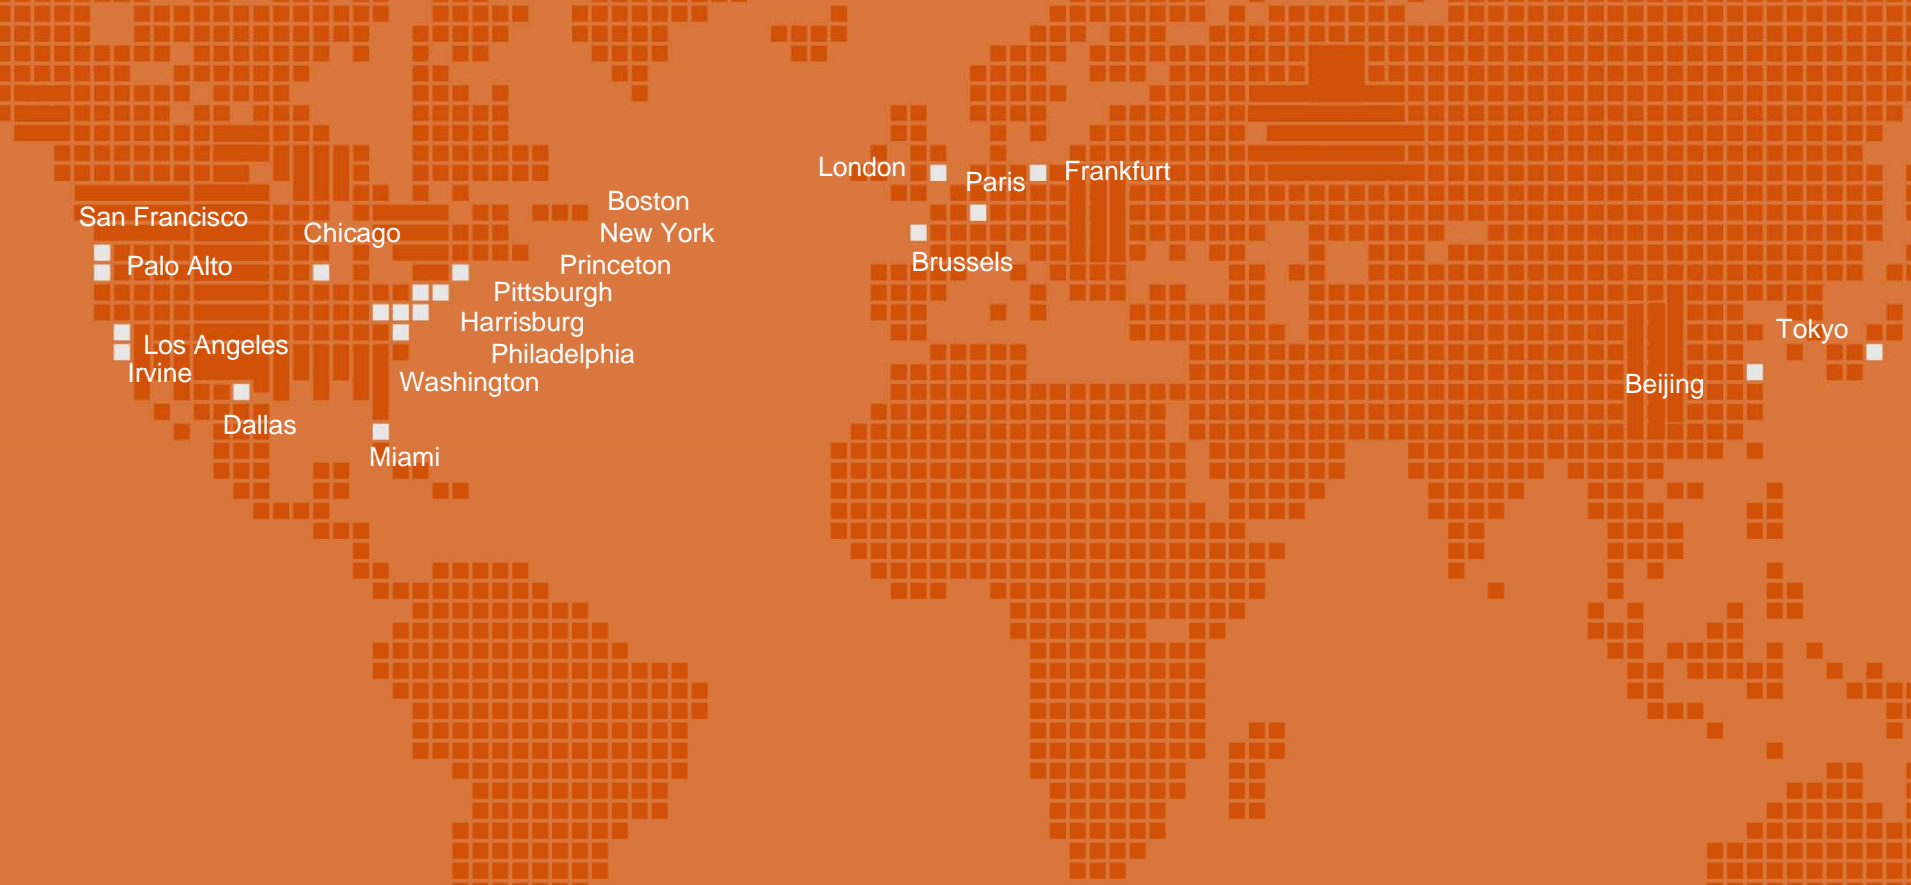 San Francisco
Palo Alto
Los Angeles
Irvine
Dallas
Chicago
Boston
New York
Princeton
Pittsburgh
Harrisburg
Philadelphia
Washington
Miami
London
Paris
Frankfurt
Brussels
Tokyo
Beijing